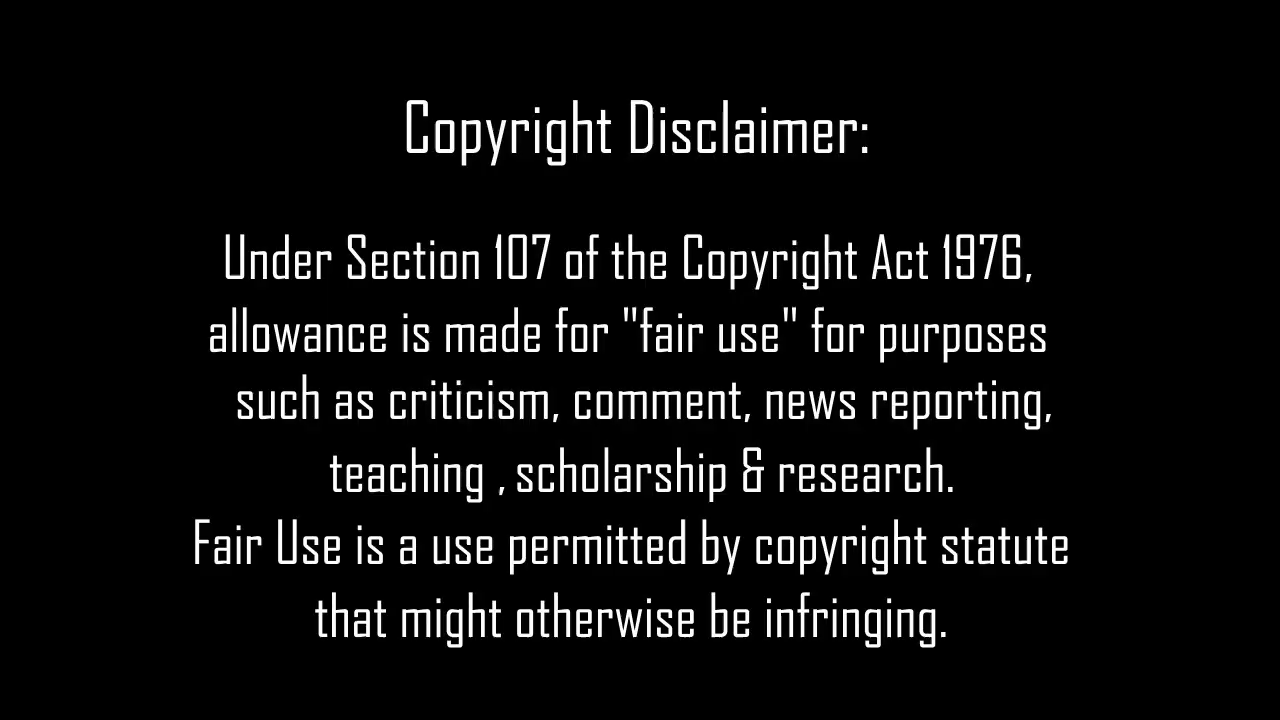 Copyright Disclaimer:
Under Section 107 of the Copyright Act 1976,
allowance is made for "fair use" for purposes
such as criticism, comment, news reporting,
teaching , scholarship & research.
Fair Use is a use permitted by copyright statute
that might otherwise be infringing.